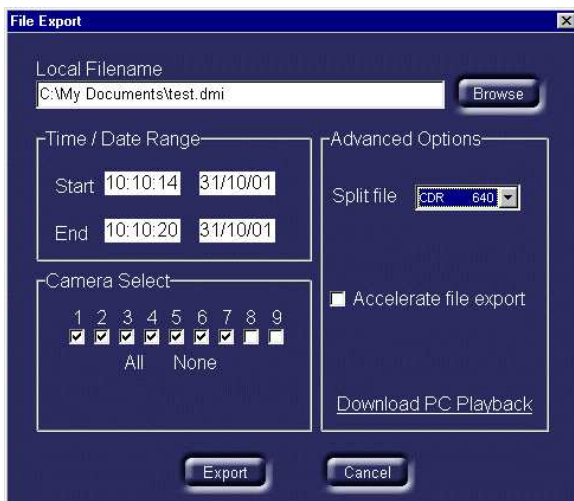 File Export
Local Filename
C:\My Documents\test.dmi
Browse
Time / Date Range
Start 10:10:14 31/10/01
End 10:10:20 31/10/01
Camera Select
1 2 3 4 5 6 7 8 9
All None
Advanced Options
Split file CDR 640
Accelerate file export
Download PC Playback
Export Cancel